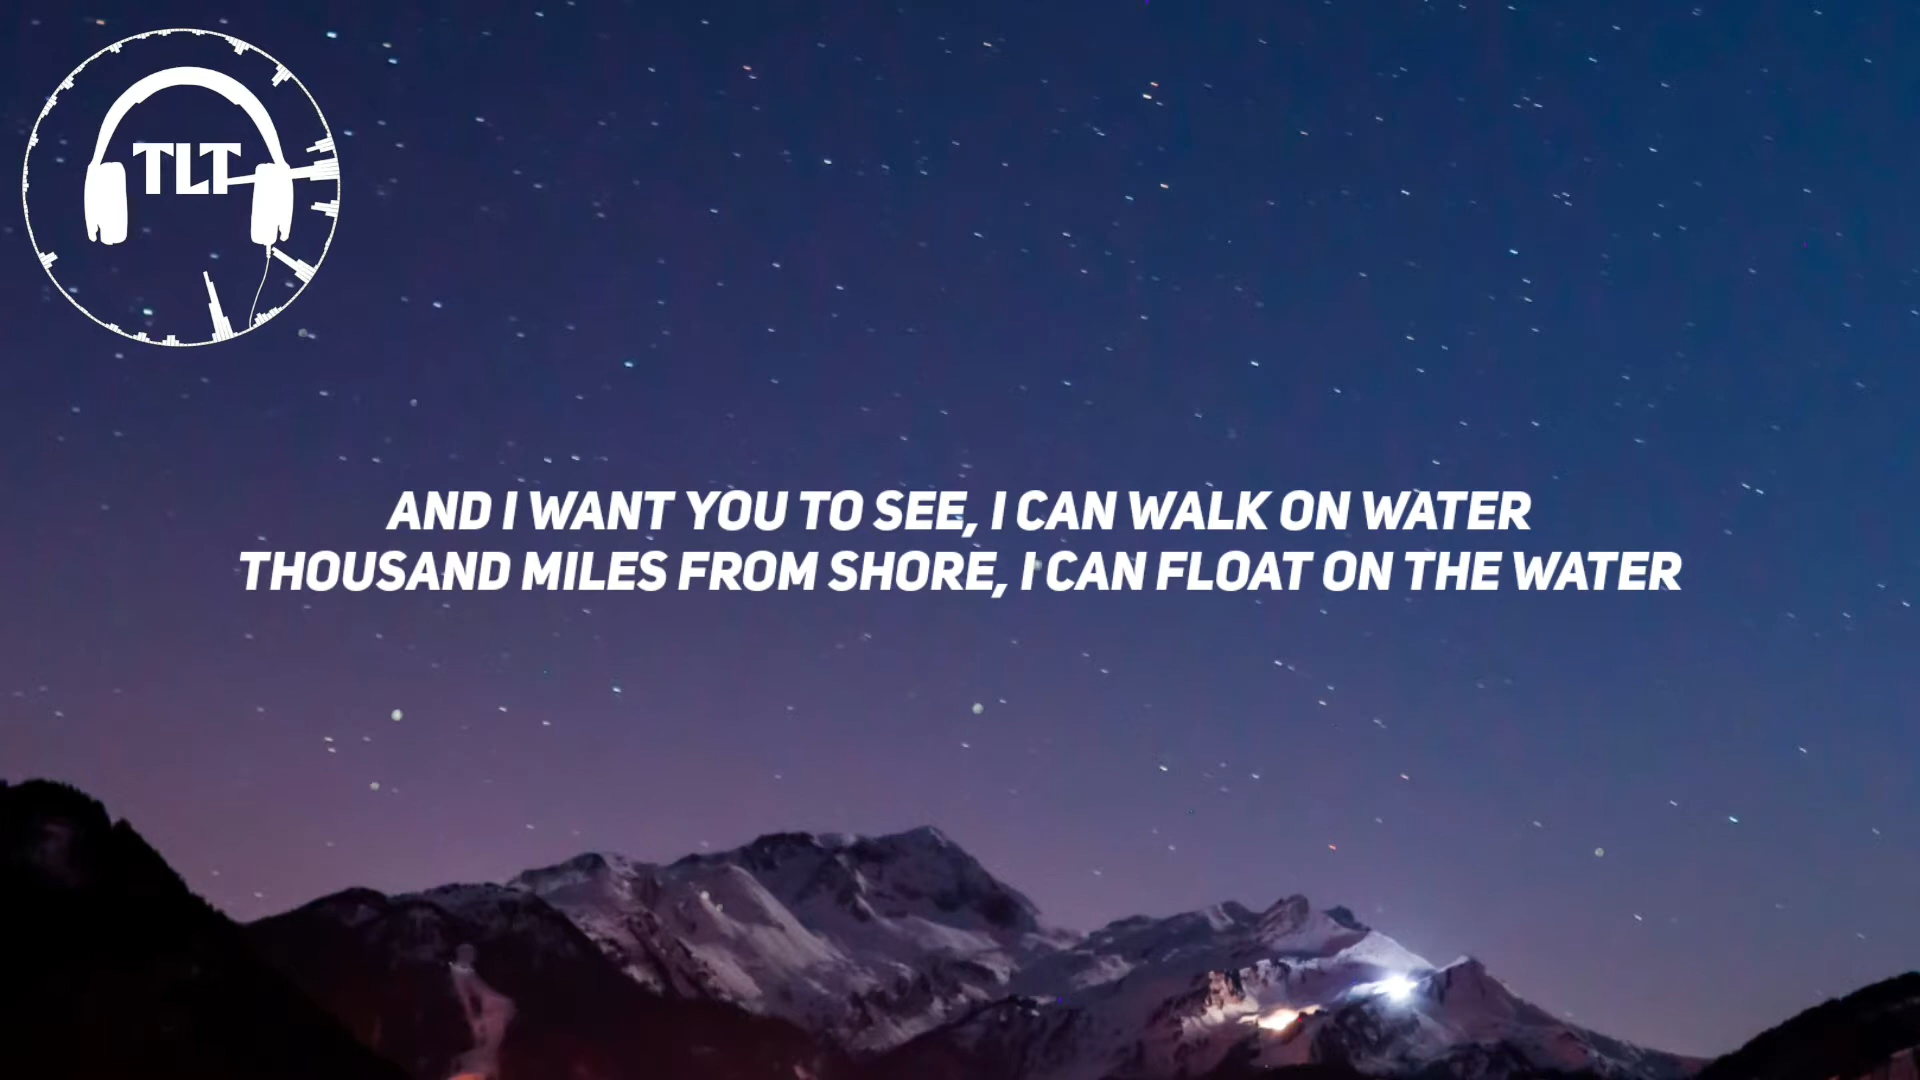 TLT
AND I WANT YOU TO SEE, I CAN WALK ON WATER
THOUSAND MILES FROM SHORE, I CAN FLOAT ON THE WATER